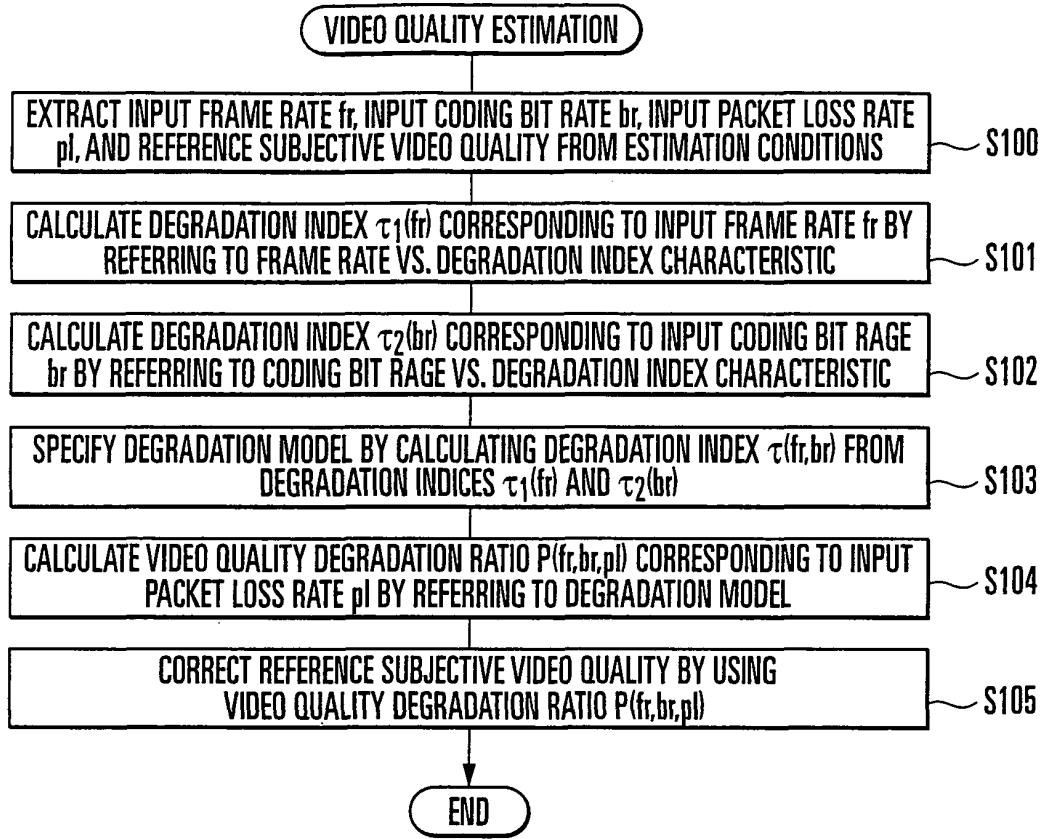 VIDEO QUALITY ESTIMATION
EXTRACT INPUT FRAME RATE fr, INPUT CODING BIT RATE br, INPUT PACKET LOSS RATE
pl, AND REFERENCE SUBJECTIVE VIDEO QUALITY FROM ESTIMATION CONDITIONS
S100
CALCULATE DEGRADATION INDEX τ1(fr) CORRESPONDING TO INPUT FRAME RATE fr BY
REFERRING TO FRAME RATE VS. DEGRADATION INDEX CHARACTERISTIC
S101
CALCULATE DEGRADATION INDEX τ2(br) CORRESPONDING TO INPUT CODING BIT RAGE
br BY REFERRING TO CODING BIT RAGE VS. DEGRADATION INDEX CHARACTERISTIC
S102
SPECIFY DEGRADATION MODEL BY CALCULATING DEGRADATION INDEX τ(fr,br) FROM
DEGRADATION INDICES τ1(fr) AND τ2(br)
S103
CALCULATE VIDEO QUALITY DEGRADATION RATIO P(fr,br,pl) CORRESPONDING TO INPUT
PACKET LOSS RATE pl BY REFERRING TO DEGRADATION MODEL
S104
CORRECT REFERENCE SUBJECTIVE VIDEO QUALITY BY USING
VIDEO QUALITY DEGRADATION RATIO P(fr,br,pl)
S105
END